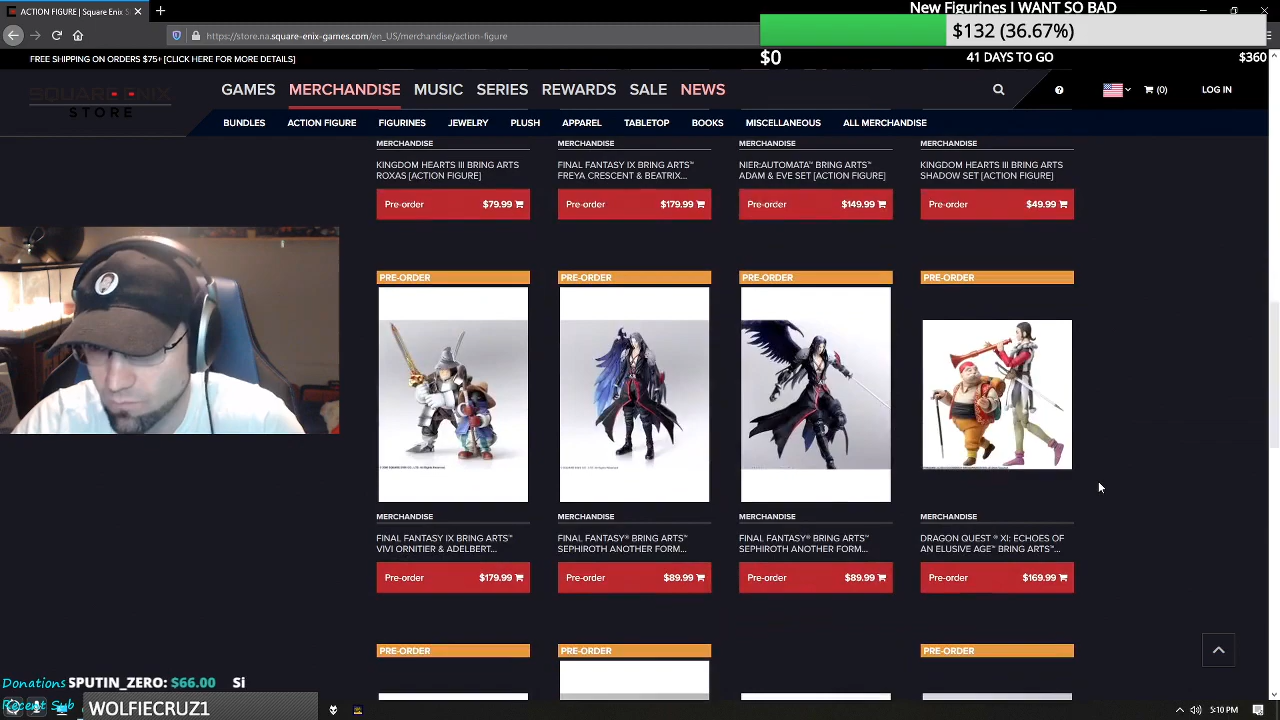 ACTION FIGURE | Square Enix S
New Figurines I WANT SO BAD
https://store.na.square-enix-games.com/en_US/merchandise/action-figure
$132 (36.67%)
FREE SHIPPING ON ORDERS $75+ [CLICK HERE FOR MORE DETAILS]
$0
41 DAYS TO GO
$360
SQUARE ENIX
STORE
GAMES MERCHANDISE MUSIC SERIES REWARDS SALE NEWS
(0)
LOG IN
BUNDLES ACTION FIGURE FIGURINES JEWELRY PLUSH APPAREL TABLETOP BOOKS MISCELLANEOUS ALL MERCHANDISE
MERCHANDISE
KINGDOM HEARTS III BRING ARTS
ROXAS [ACTION FIGURE]
Pre-order $79.99
MERCHANDISE
FINAL FANTASY IX BRING ARTS™
FREYA CRESCENT & BEATRIX...
Pre-order $179.99
MERCHANDISE
NIER:AUTOMATA™ BRING ARTS™
ADAM & EVE SET [ACTION FIGURE]
Pre-order $149.99
MERCHANDISE
KINGDOM HEARTS III BRING ARTS
SHADOW SET [ACTION FIGURE]
Pre-order $49.99
PRE-ORDER
MERCHANDISE
FINAL FANTASY IX BRING ARTS™
VIVI ORNITIER & ADELBERT...
Pre-order $179.99
PRE-ORDER
MERCHANDISE
FINAL FANTASY® BRING ARTS™
SEPHIROTH ANOTHER FORM...
Pre-order $89.99
PRE-ORDER
MERCHANDISE
FINAL FANTASY® BRING ARTS™
SEPHIROTH ANOTHER FORM...
Pre-order $89.99
PRE-ORDER
MERCHANDISE
DRAGON QUEST ® XI: ECHOES OF
AN ELUSIVE AGE™ BRING ARTS™...
Pre-order $169.99
PRE-ORDER
PRE-ORDER
PRE-ORDER
Donations SPUTIN_ZERO: $66.00 Si
Recent Sub WOLFIECRUZ1
5:10 PM